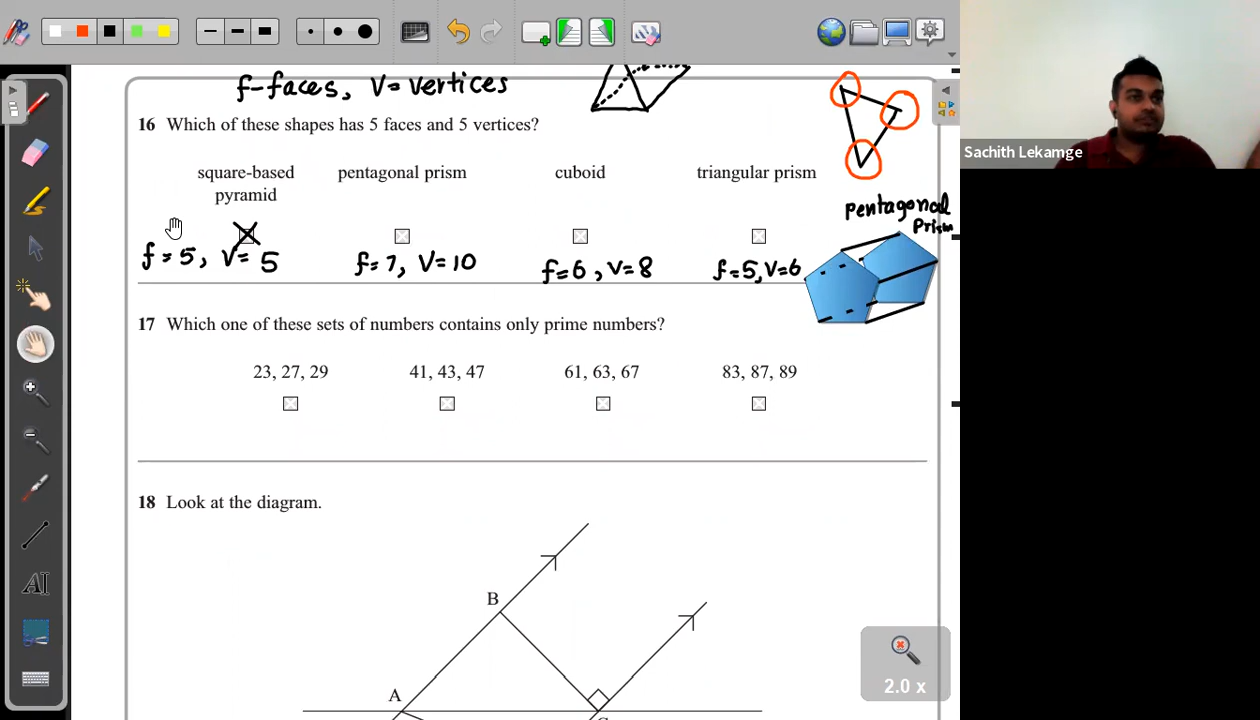 f-faces, V= vertices
16 Which of these shapes has 5 faces and 5 vertices?
square-based pentagonal prism cuboid triangular prism
pyramid
f = 5, V= 5 f=7, V=10 f=6, V=8 f=5, V=6
Pentagonal
Prism
17 Which one of these sets of numbers contains only prime numbers?
23, 27, 29 41, 43, 47 61, 63, 67 83, 87, 89
18 Look at the diagram.
B
A
2.0 x
AI
Sachith Lekamge